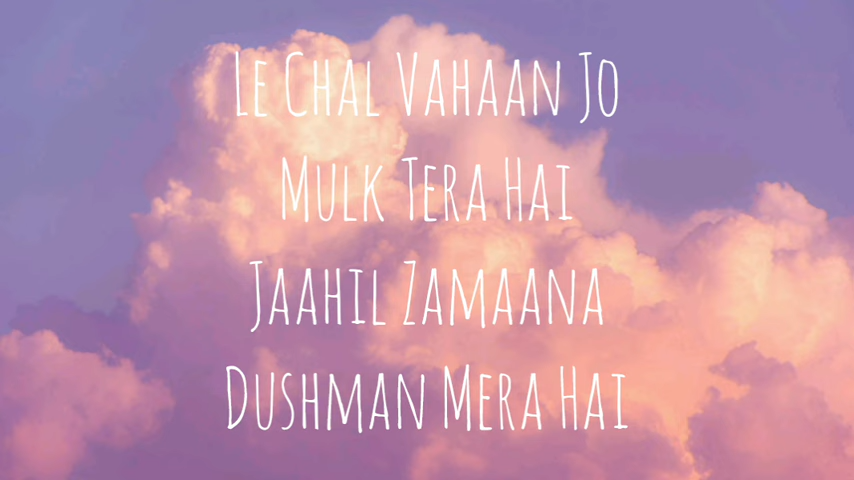 Le Chal Vahaan Jo
Mulk Tera Hai
Jaahil Zamaana
Dushman Mera Hai